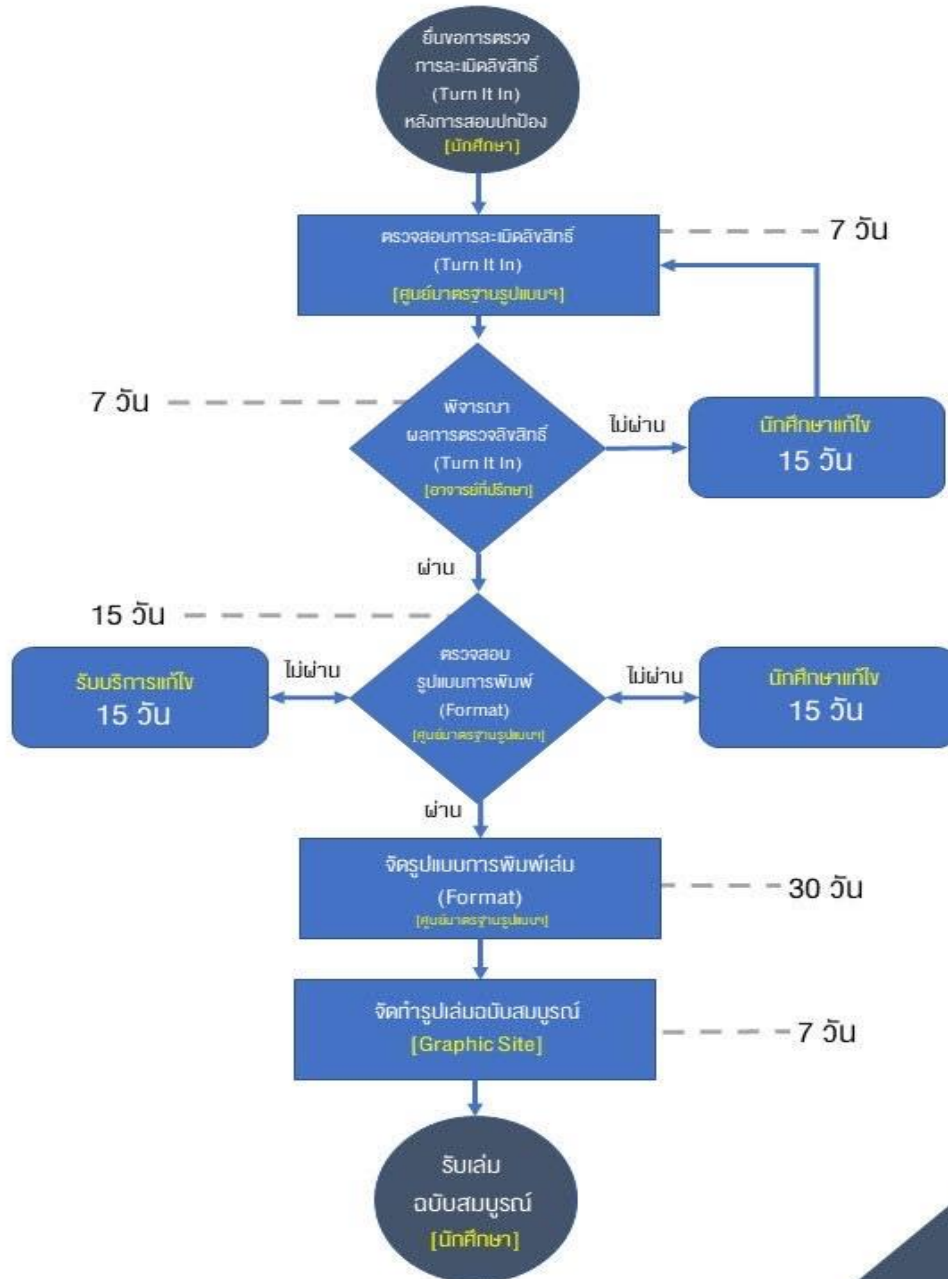 ยื่นขอการตรวจ
การละเมิดลิขสิทธิ์
(Turn It In)
หลังการสอบปกป้อง
[นักศึกษา]
ตรวจสอบการละเมิดลิขสิทธิ์
(Turn It In)
[ศูนย์มาตรฐานรูปแบบฯ]
7 วัน
7 วัน
พิจารณา
ผลการตรวจลิขสิทธิ์
(Turn It In)
[อาจารย์ที่ปรึกษา]
ไม่ผ่าน
นักศึกษาแก้ไข
15 วัน
ผ่าน
15 วัน
รับบริการแก้ไข
15 วัน
ไม่ผ่าน
ตรวจสอบ
รูปแบบการพิมพ์
(Format)
[ศูนย์มาตรฐานรูปแบบฯ]
ไม่ผ่าน
นักศึกษาแก้ไข
15 วัน
ผ่าน
จัดรูปแบบการพิมพ์เล่ม
(Format)
[ศูนย์มาตรฐานรูปแบบฯ]
30 วัน
จัดทำรูปเล่มฉบับสมบูรณ์
[Graphic Site]
7 วัน
รับเล่ม
ฉบับสมบูรณ์
[นักศึกษา]